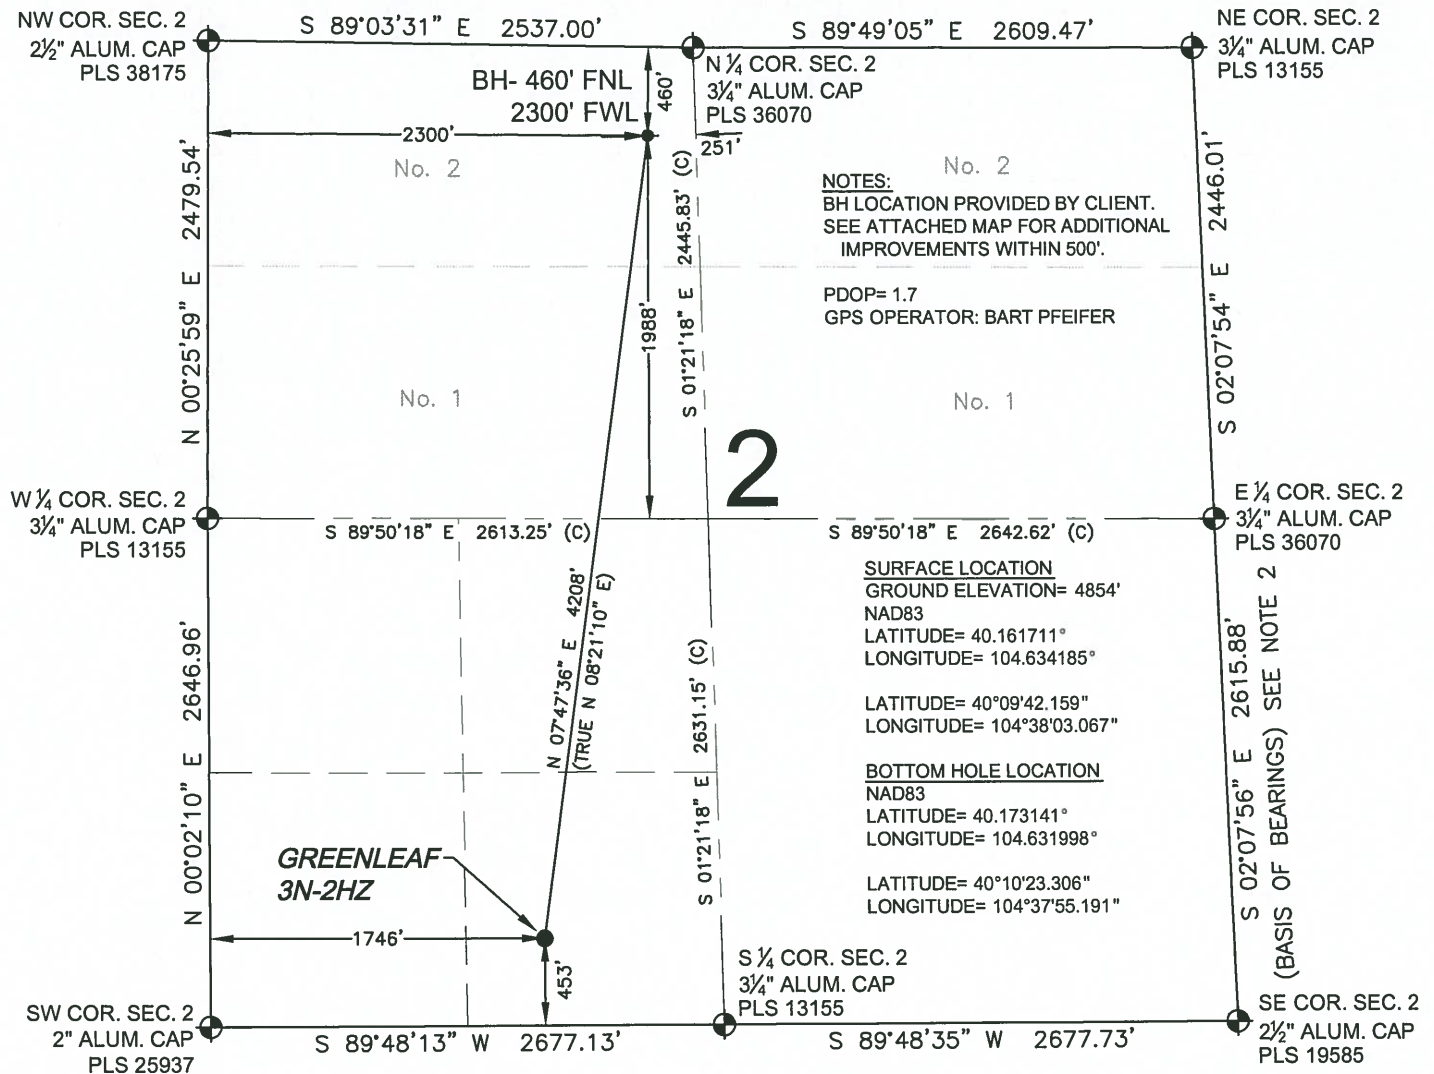 NW COR. SEC. 2
2½" ALUM. CAP
PLS 38175
S 89°03'31" E 2537.00'
S 89°49'05" E 2609.47'
NE COR. SEC. 2
3¼" ALUM. CAP
PLS 13155
N ¼ COR. SEC. 2
3¼" ALUM. CAP
PLS 36070
BH- 460' FNL
2300' FWL
460'
2300'
251'
No. 2
No. 2
NOTES:
BH LOCATION PROVIDED BY CLIENT.
SEE ATTACHED MAP FOR ADDITIONAL
IMPROVEMENTS WITHIN 500'.
PDOP= 1.7
GPS OPERATOR: BART PFEIFER
N 00°25'59" E 2479.54'
1988'
S 01°21'18" E 2445.83' (C)
S 02°07'54" E 2446.01'
No. 1
No. 1
2
W ¼ COR. SEC. 2
3¼" ALUM. CAP
PLS 13155
S 89°50'18" E 2613.25' (C)
S 89°50'18" E 2642.62' (C)
E ¼ COR. SEC. 2
3¼" ALUM. CAP
PLS 36070
SURFACE LOCATION
GROUND ELEVATION= 4854'
NAD83
LATITUDE= 40.161711°
LONGITUDE= 104.634185°
LATITUDE= 40°09'42.159"
LONGITUDE= 104°38'03.067"
BOTTOM HOLE LOCATION
NAD83
LATITUDE= 40.173141°
LONGITUDE= 104.631998°
LATITUDE= 40°10'23.306"
LONGITUDE= 104°37'55.191"
N 00°02'10" E 2646.96'
N 07°47'36" E 4208'
(TRUE N 08°21'10" E)
S 01°21'18" E 2631.15' (C)
S 02°07'56" E 2615.88'
(BASIS OF BEARINGS) SEE NOTE 2
GREENLEAF
3N-2HZ
1746'
453'
SW COR. SEC. 2
2" ALUM. CAP
PLS 25937
S 89°48'13" W 2677.13'
S ¼ COR. SEC. 2
3¼" ALUM. CAP
PLS 13155
S 89°48'35" W 2677.73'
SE COR. SEC. 2
2½" ALUM. CAP
PLS 19585